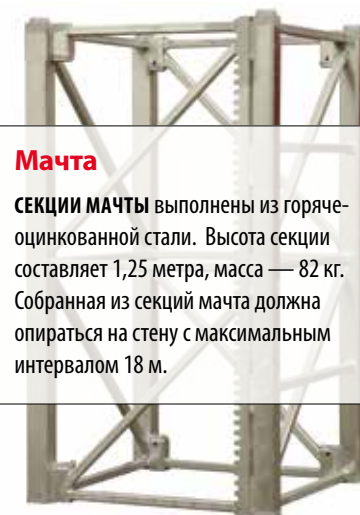 Мачта
СЕКЦИИ МАЧТЫ выполнены из горяче-
оцинкованной стали. Высота секции
составляет 1,25 метра, масса — 82 кг.
Собранная из секций мачта должна
опираться на стену с максимальным
интервалом 18 м.